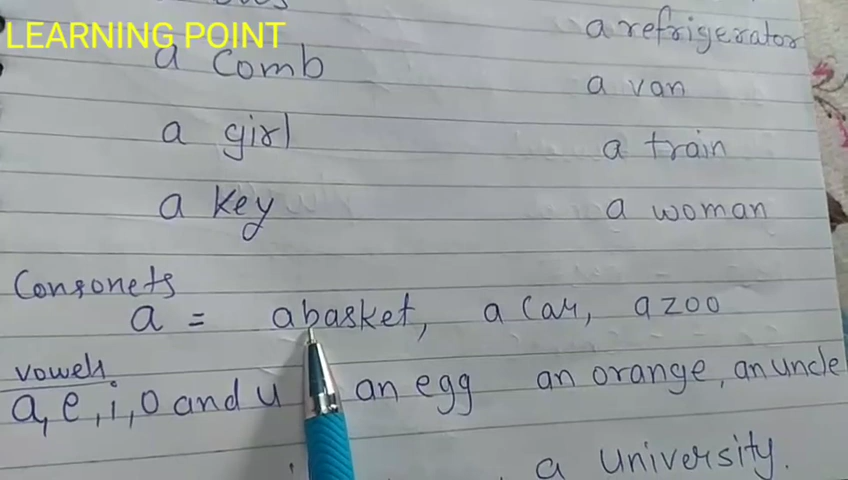 LEARNING POINT
a comb
a girl
a key
a refrigerator
a van
a train
a woman
Consonets
a = a basket, a car, a zoo
vowels
a, e, i, o and u an egg an orange, an uncle
a university.